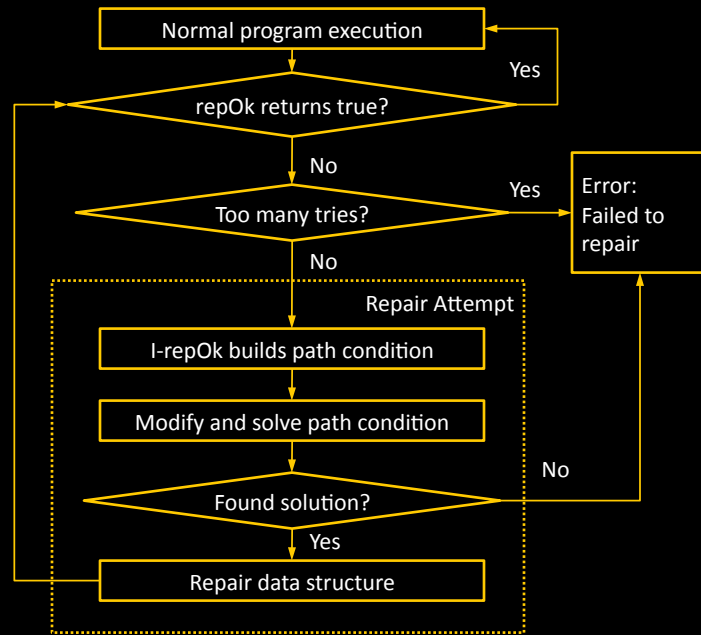 Normal program execution
Yes
repOk returns true?
No
Yes
Error:
Failed to
repair
Too many tries?
No
Repair Attempt
I-repOk builds path condition
Modify and solve path condition
No
Found solution?
Yes
Repair data structure